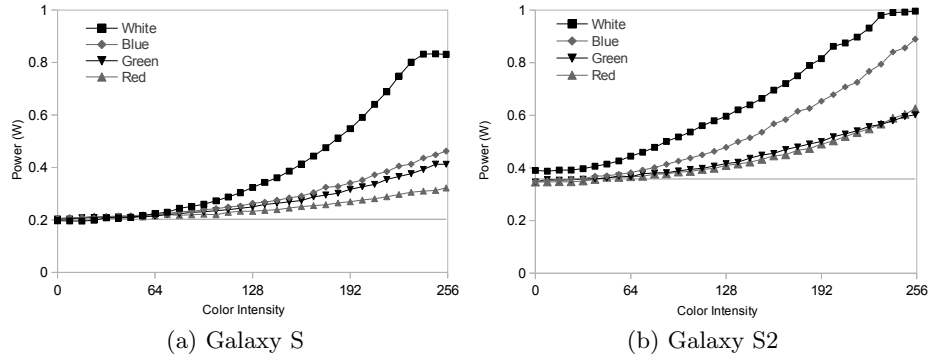 1
0.8
0.6
0.4
0.2
0
Power (W)
White
Blue
Green
Red
0 64 128 192 256
Color Intensity
(a) Galaxy S
1
0.8
0.6
0.4
0.2
0
Power (W)
White
Blue
Green
Red
0 64 128 192 256
Color Intensity
(b) Galaxy S2